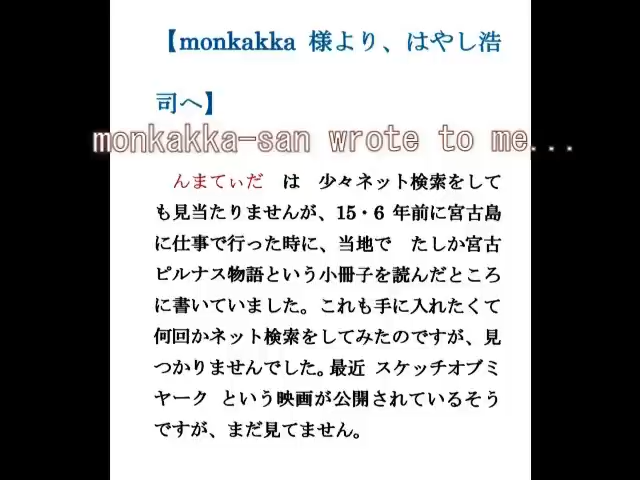 【monkakka 様より、はやし浩
司へ】
monkakka-san wrote to me...
んまてぃだ は 少々ネット検索をして
も見当たりませんが、15・6 年前に宮古島
に仕事で行った時に、当地で たしか宮古
ピルナス物語という小冊子を読んだところ
に書いていました。これも手に入れたくて
何回かネット検索をしてみたのですが、見
つかりませんでした。最近 スケッチオブミ
ヤーク という映画が公開されているそう
ですが、まだ見てません。